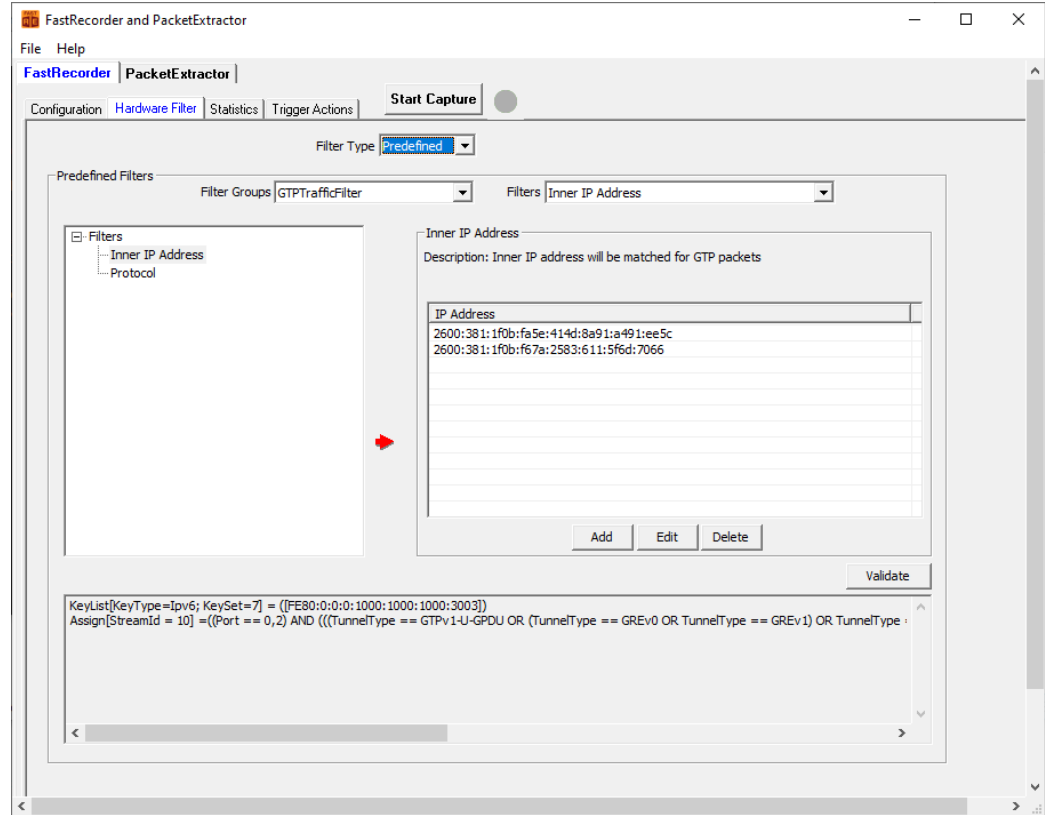 FastRecorder and PacketExtractor
File Help
FastRecorder PacketExtractor
Configuration Hardware Filter Statistics Trigger Actions Start Capture
Filter Type Predefined
Predefined Filters
Filter Groups GTPTrafficFilter Filters Inner IP Address
Filters
Inner IP Address
Protocol
Inner IP Address
Description: Inner IP address will be matched for GTP packets
IP Address
2600:381:1f0b:fa5e:414d:8a91:a491:ee5c
2600:381:1f0b:f67a:2583:611:5f6d:7066
Add Edit Delete
Validate
KeyList[KeyType=Ipv6; KeySet=7] = ([FE80:0:0:0:1000:1000:1000:3003])
Assign[StreamId = 10] =((Port == 0,2) AND (((TunnelType == GTPv1-U-GPDU OR (TunnelType == GREv0 OR TunnelType == GREv1) OR TunnelType